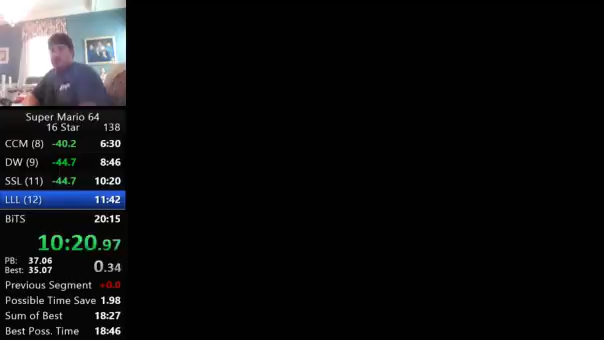 Super Mario 64
16 Star 138
CCM (8) -40.2 6:30
DW (9) -44.7 8:46
SSL (11) -44.7 10:20
LLL (12) 11:42
BiTS 20:15
10:20.97
PB: 37.06
Best: 35.07
0.34
Previous Segment +0.0
Possible Time Save 1.98
Sum of Best 18:27
Best Poss. Time 18:46